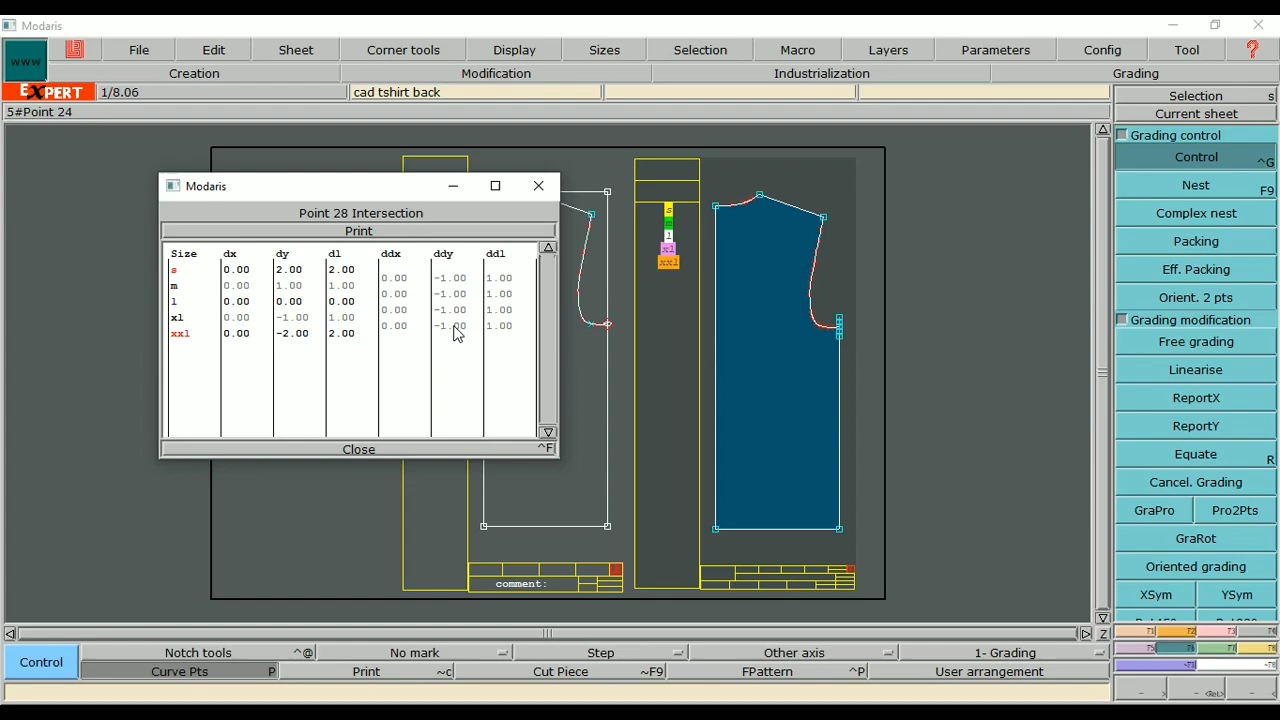 Modaris
www File Edit Sheet Corner tools Display Sizes Selection Macro Layers Parameters Config Tool ?
Creation Modification Industrialization Grading
EXPERT 1/8.06 cad tshirt back
Selection s
5#Point 24
Current sheet
Grading control
Control ^G
Nest F9
Complex nest
Packing
Eff. Packing
Orient. 2 pts
Grading modification
Free grading
Linearise
ReportX
ReportY
Equate R
Cancel. Grading
GraPro Pro2Pts
GraRot
Oriented grading
XSym YSym
Modaris
Point 28 Intersection
Print
Size dx dy dl ddx ddy ddl
s 0.00 2.00 2.00
0.00 -1.00 1.00
m 0.00 1.00 1.00
0.00 -1.00 1.00
l 0.00 0.00 0.00
0.00 -1.00 1.00
xl 0.00 -1.00 1.00
0.00 -1.00 1.00
xxl 0.00 -2.00 2.00
Close ^F
s
m
l
xl
xxl
comment:
Z
Control
Notch tools ^@ No mark Step Other axis 1- Grading
Curve Pts P Print ~c Cut Piece ~F9 FPattern ^P User arrangement